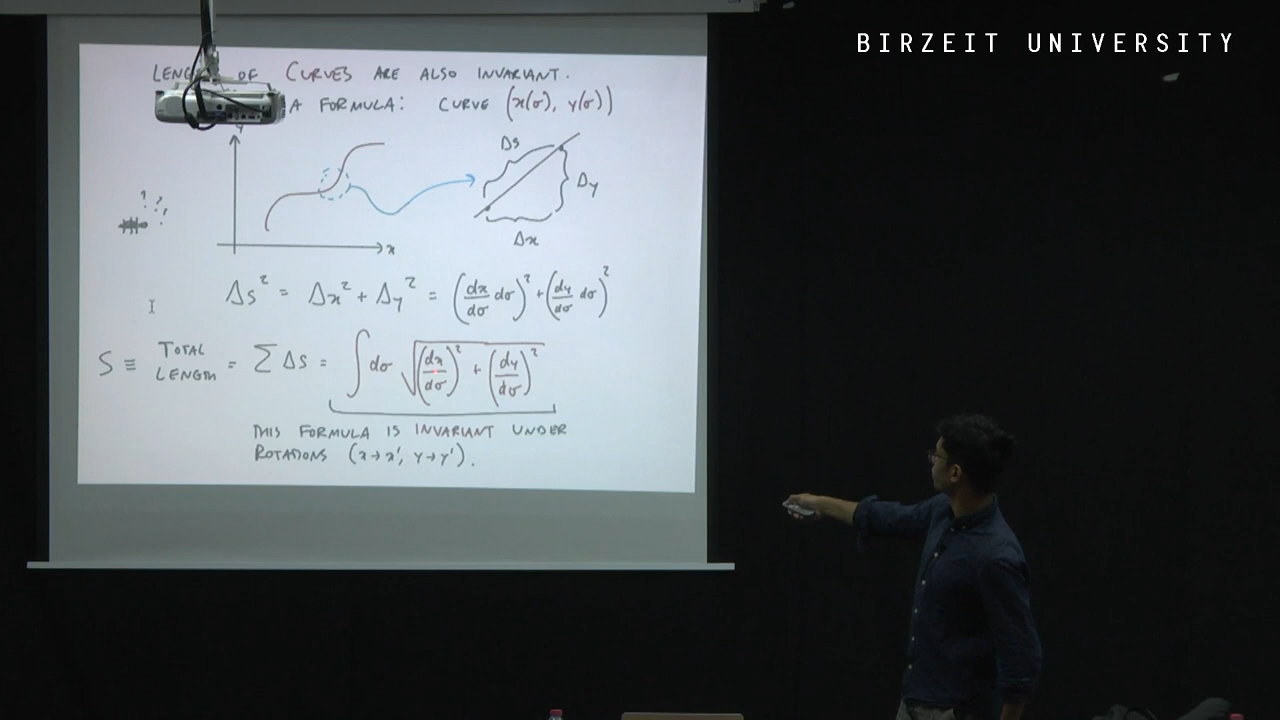 BIRZEIT UNIVERSITY
OF CURVES ARE ALSO INVARIANT.
A FORMULA: CURVE (x(σ), y(σ))
y
Δs
Δy
Δx
x
? ? ?
! !
Δs² = Δx² + Δy² = (dx/dσ dσ)² + (dy/dσ dσ)²
S ≡ TOTAL LENGTH = ∑ Δs = ∫ dσ √((dx/dσ)² + (dy/dσ)²)
THIS FORMULA IS INVARIANT UNDER
ROTATIONS (x→x', y→y').